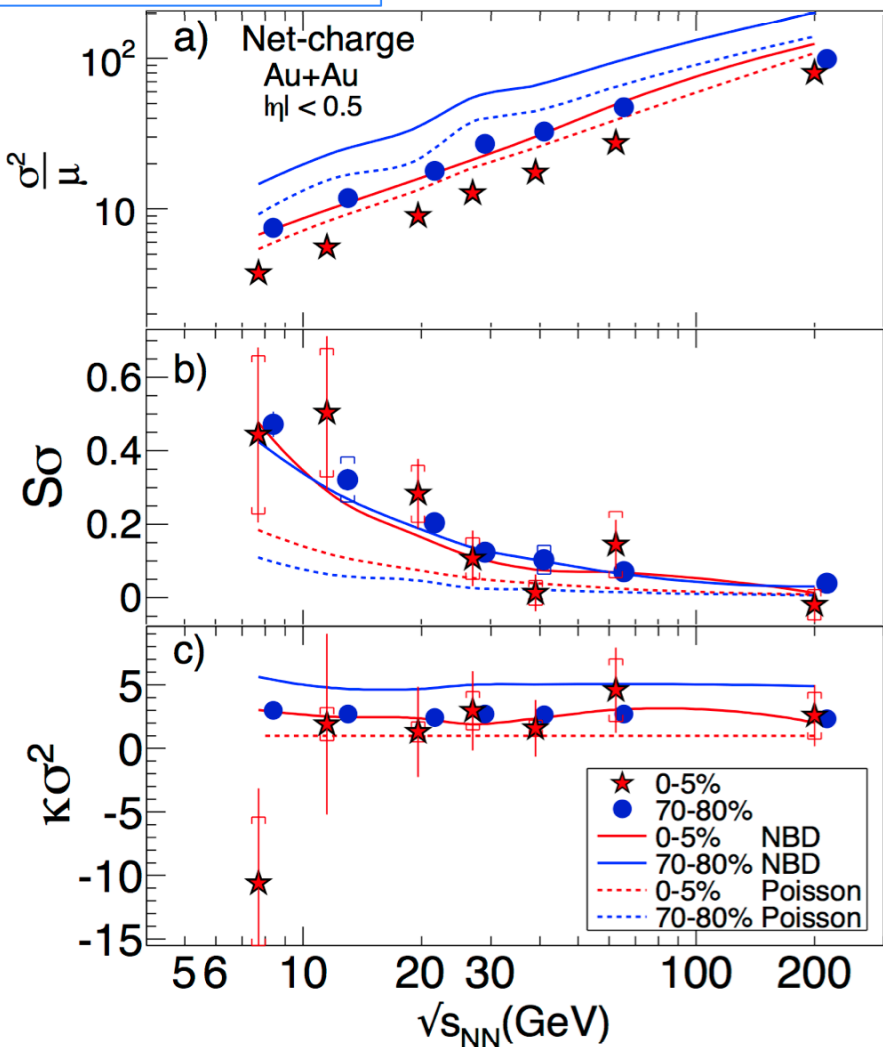 a) Net-charge
Au+Au
|η| < 0.5
10²
10
σ²/μ
b)
0.6
0.4
0.2
0
Sσ
c)
5
0
-5
-10
-15
κσ²
0-5%
70-80%
0-5% NBD
70-80% NBD
0-5% Poisson
70-80% Poisson
5 6 10 20 30 100 200
√sNN(GeV)